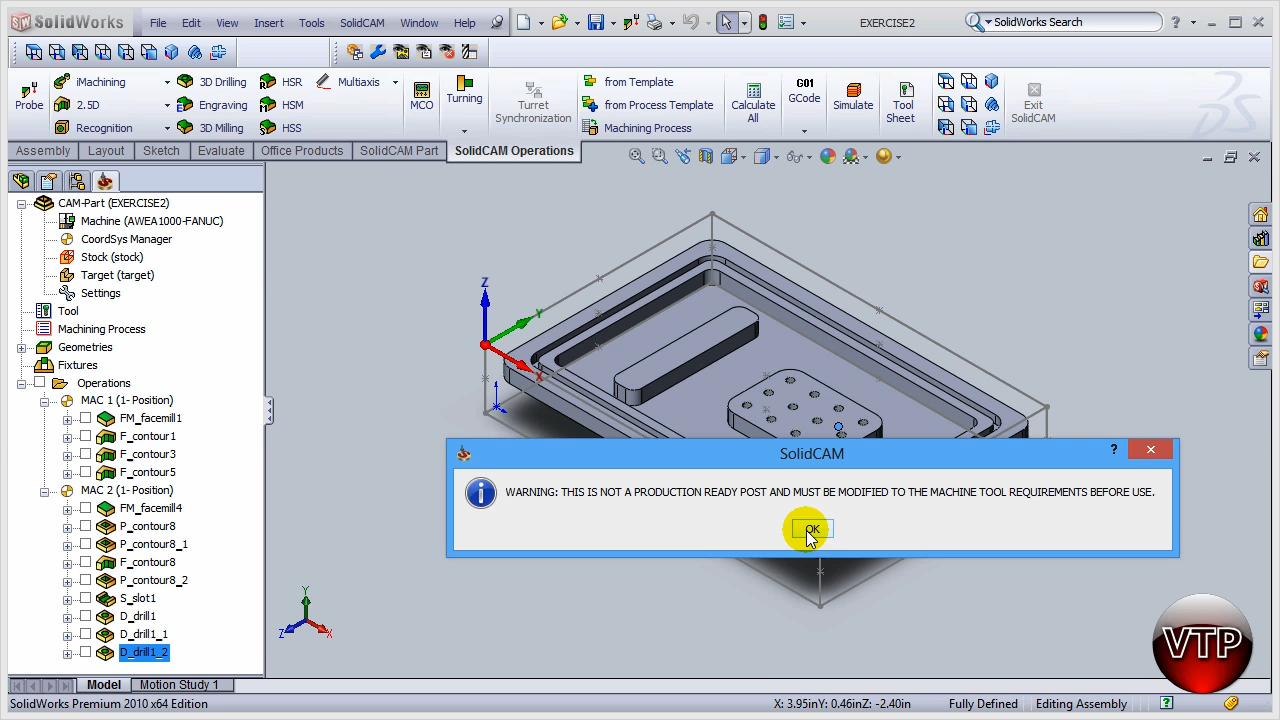 SolidWorks File Edit View Insert Tools SolidCAM Window Help EXERCISE2 SolidWorks Search ?
Probe iMachining 2.5D Recognition 3D Drilling Engraving 3D Milling HSR HSM HSS Multiaxis MCO Turning Turret Synchronization from Template from Process Template Machining Process Calculate All G01 GCode Simulate Tool Sheet Exit SolidCAM
Assembly Layout Sketch Evaluate Office Products SolidCAM Part SolidCAM Operations
CAM-Part (EXERCISE2)
Machine (AWEA1000-FANUC)
CoordSys Manager
Stock (stock)
Target (target)
Settings
Tool
Machining Process
Geometries
Fixtures
Operations
MAC 1 (1- Position)
FM_facemill1
F_contour1
F_contour3
F_contour5
MAC 2 (1- Position)
FM_facemill4
P_contour8
P_contour8_1
F_contour8
P_contour8_2
S_slot1
D_drill1
D_drill1_1
D_drill1_2
Z
Y
X
SolidCAM ?
WARNING: THIS IS NOT A PRODUCTION READY POST AND MUST BE MODIFIED TO THE MACHINE TOOL REQUIREMENTS BEFORE USE.
OK
Y
Z X
VTP
Model Motion Study 1
SolidWorks Premium 2010 x64 Edition X: 3.95inY: 0.46inZ: -2.40in Fully Defined Editing Assembly ?